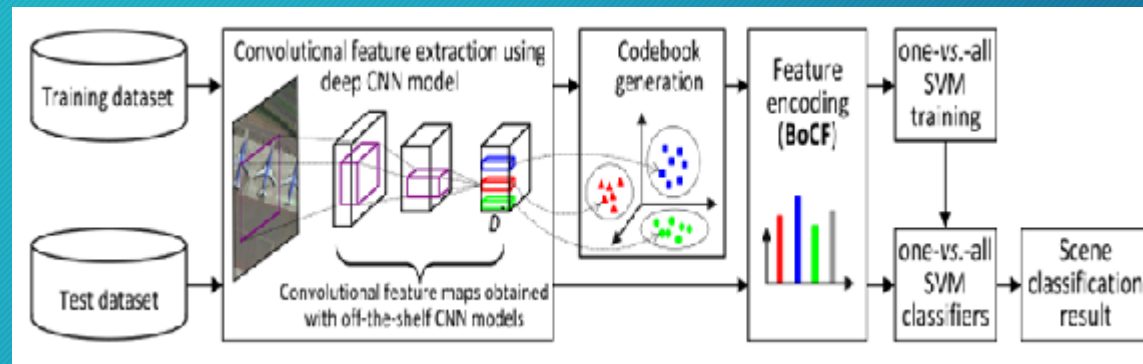 Training dataset
Test dataset
Convolutional feature extraction using
deep CNN model
D
Convolutional feature maps obtained
with off-the-shelf CNN models
Codebook
generation
Feature
encoding
(BoCF)
one-vs.-all
SVM
training
one-vs.-all
SVM
classifiers
Scene
classification
result